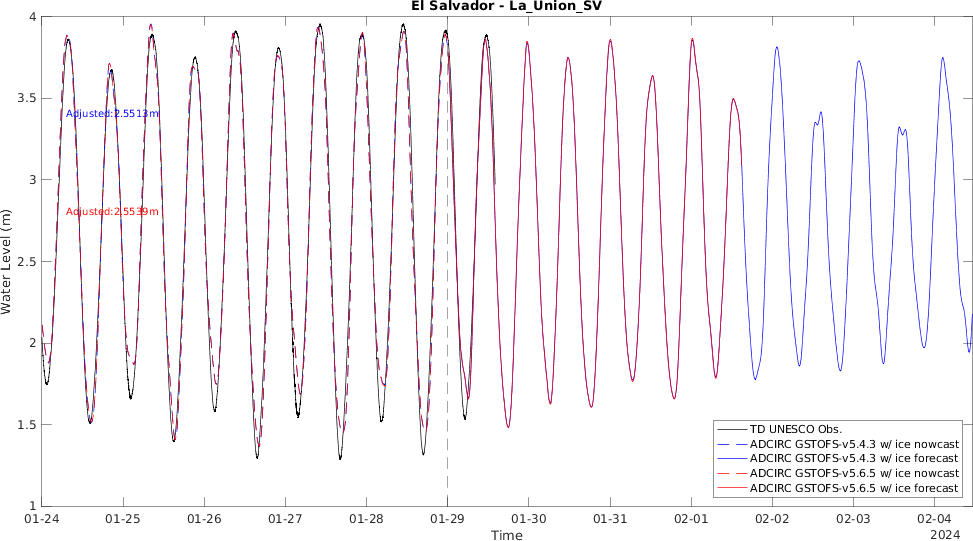 El Salvador - La_Union_SV
4
3.5
3
2.5
2
1.5
1
Water Level (m)
Adjusted:2.5513m
Adjusted:2.5539m
TD UNESCO Obs.
ADCIRC GSTOFS-v5.4.3 w/ ice nowcast
ADCIRC GSTOFS-v5.4.3 w/ ice forecast
ADCIRC GSTOFS-v5.6.5 w/ ice nowcast
ADCIRC GSTOFS-v5.6.5 w/ ice forecast
01-24 01-25 01-26 01-27 01-28 01-29 01-30 01-31 02-01 02-02 02-03 02-04
Time
2024